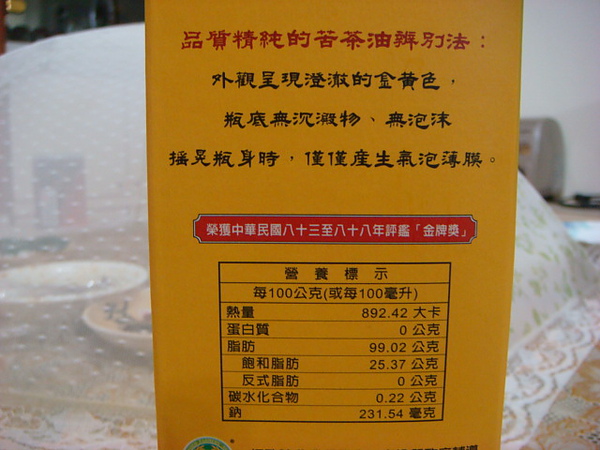 品質精純的苦茶油辨別法：
外觀呈現澄澈的金黃色，
瓶底無沉澱物、無泡沫
搖晃瓶身時，僅僅産生氣泡薄膜。
榮獲中華民國八十三至八十八年評鑑「金牌獎」
營養標示
每100公克(或每100毫升)
熱量 892.42 大卡
蛋白質 0 公克
脂肪 99.02 公克
飽和脂肪 25.37 公克
反式脂肪 0 公克
碳水化合物 0.22 公克
鈉 231.54 毫克